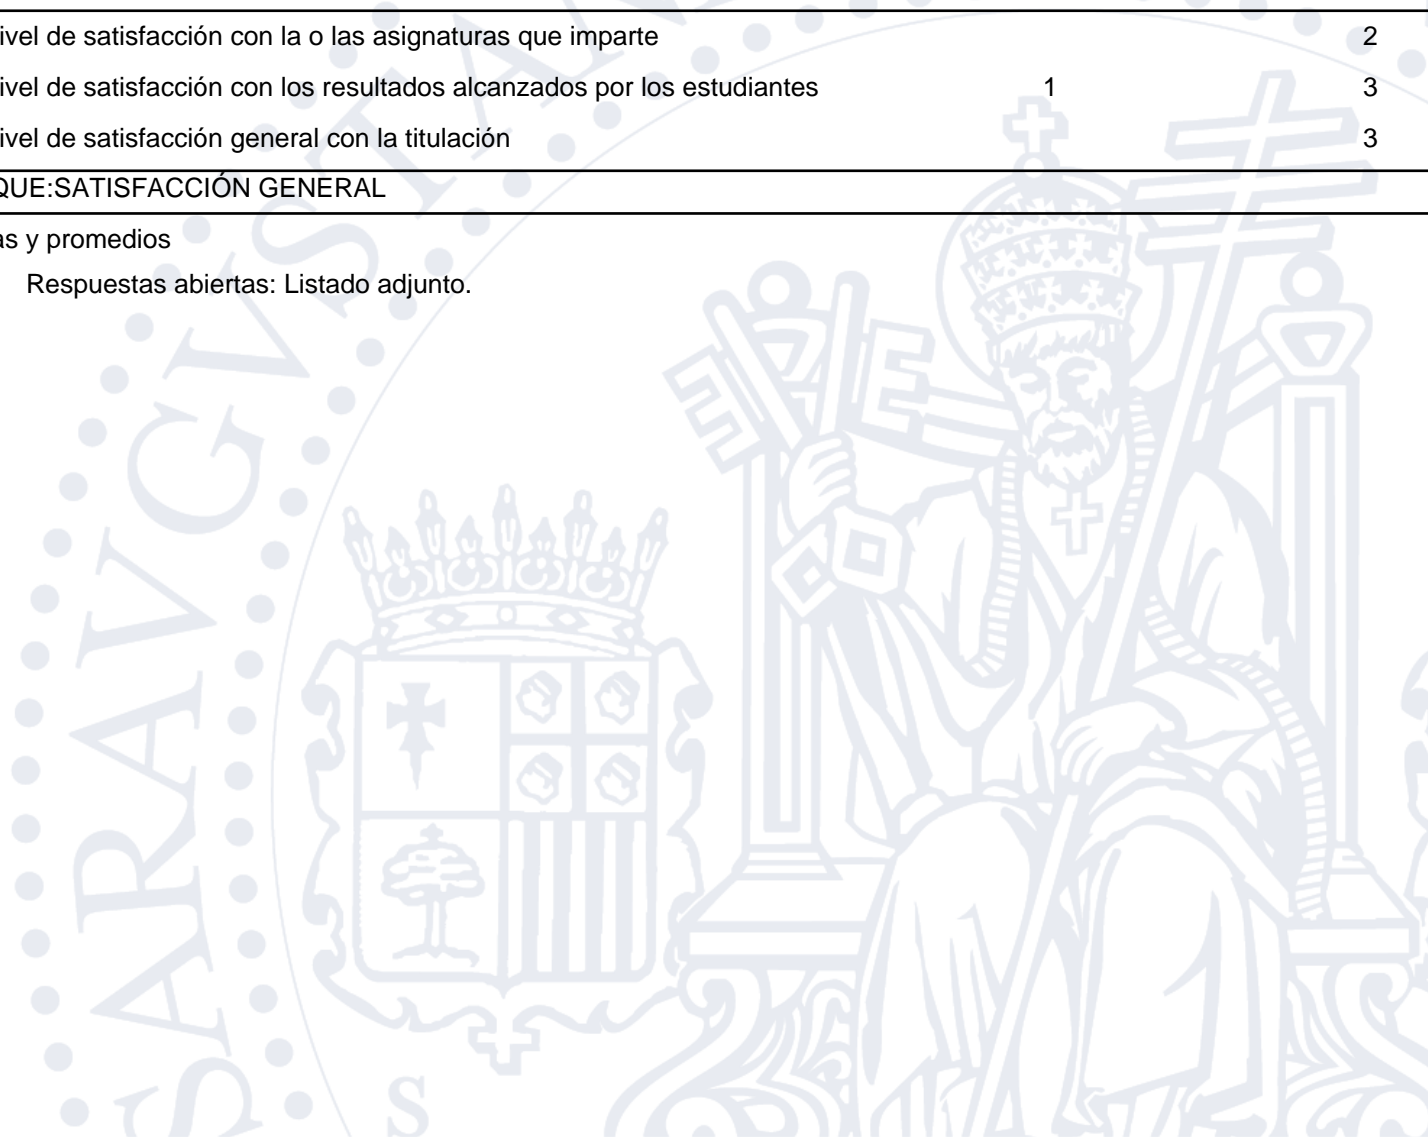 ivel de satisfacción con la o las asignaturas que imparte 2
ivel de satisfacción con los resultados alcanzados por los estudiantes 1 3
ivel de satisfacción general con la titulación 3
QUE:SATISFACCIÓN GENERAL
as y promedios
Respuestas abiertas: Listado adjunto.
SARAVGVSTAN
S